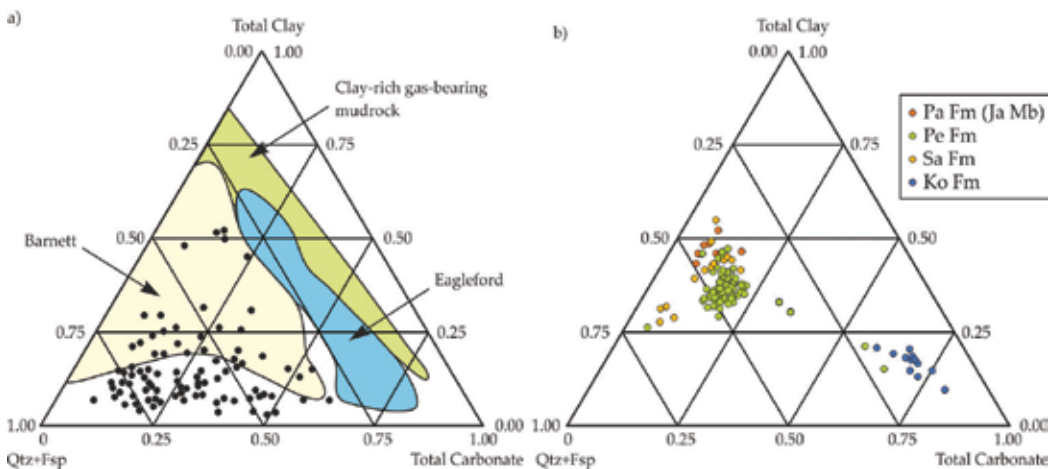 a)
Total Clay
0.00 1.00
Clay-rich gas-bearing
mudrock
0.25 0.75
Barnett
0.50 0.50
Eagleford
0.75 0.25
1.00 0.00
0 0.25 0.50 0.75 1.00
Qtz+Fsp Total Carbonate
b)
Total Clay
0.00 1.00
Pa Fm (Ja Mb)
Pe Fm
Sa Fm
Ko Fm
0.25 0.75
0.50 0.50
0.75 0.25
1.00 0.00
0 0.25 0.50 0.75 1.00
Qtz+Fsp Total Carbonate